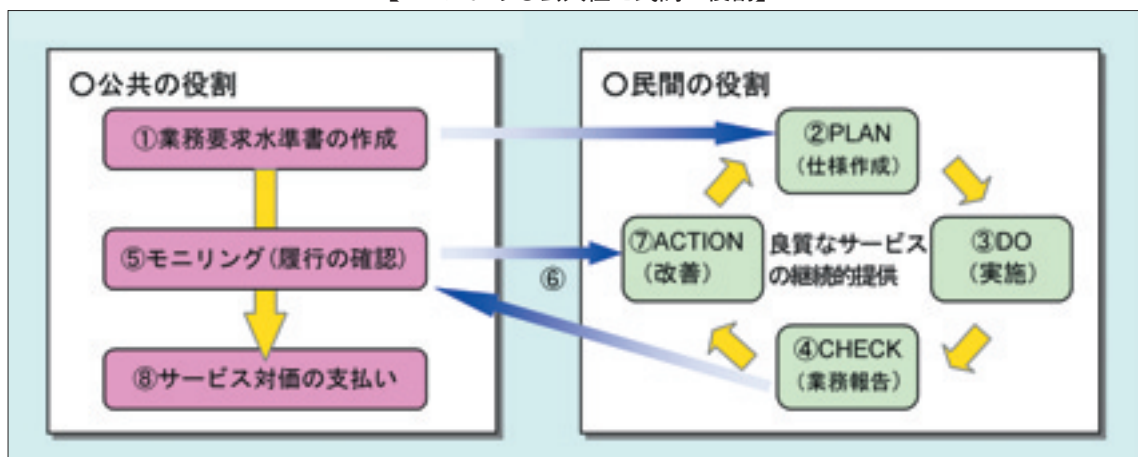 〇公共の役割
①業務要求水準書の作成
⑤モニリング(履行の確認)
⑧サービス対価の支払い
⑥
〇民間の役割
②PLAN
(仕様作成)
③DO
(実施)
④CHECK
(業務報告)
⑦ACTION
(改善)
良質なサービス
の継続的提供